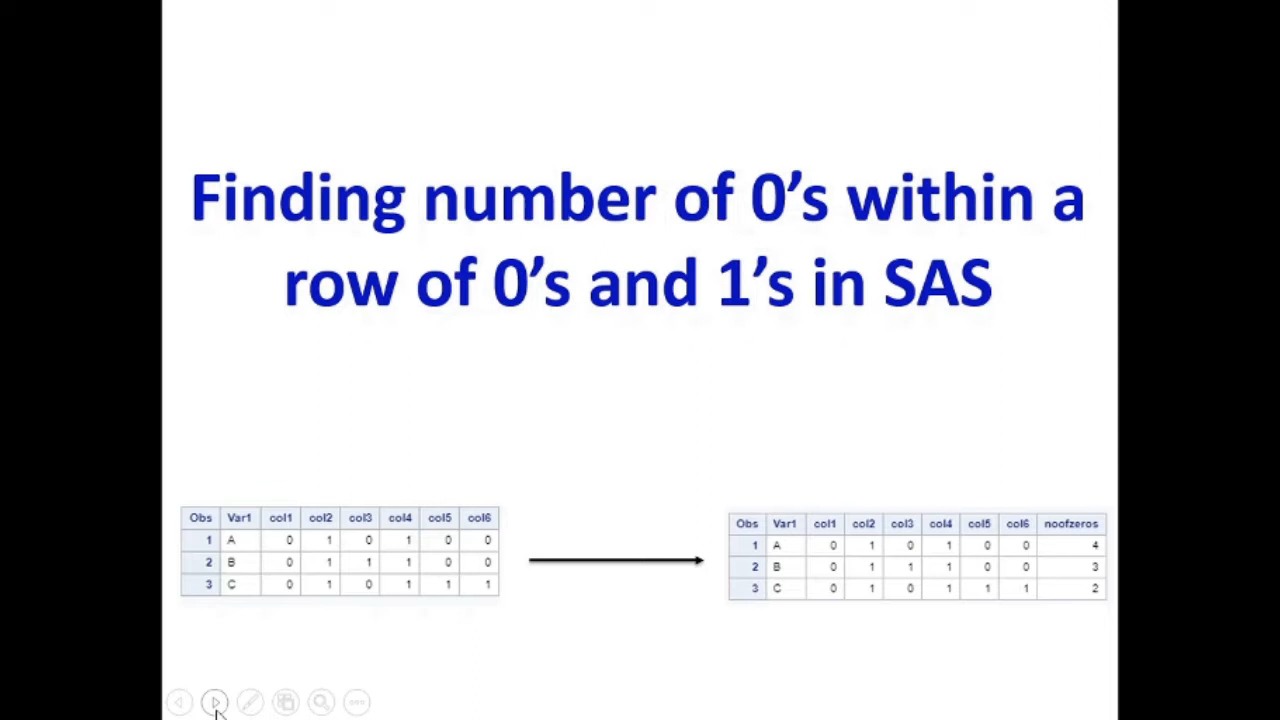 Finding number of 0’s within a
row of 0’s and 1’s in SAS
Obs Var1 col1 col2 col3 col4 col5 col6
1 A 0 1 0 1 0 0
2 B 0 1 1 1 0 0
3 C 0 1 0 1 1 1
Obs Var1 col1 col2 col3 col4 col5 col6 noofzeros
1 A 0 1 0 1 0 0 4
2 B 0 1 1 1 0 0 3
3 C 0 1 0 1 1 1 2